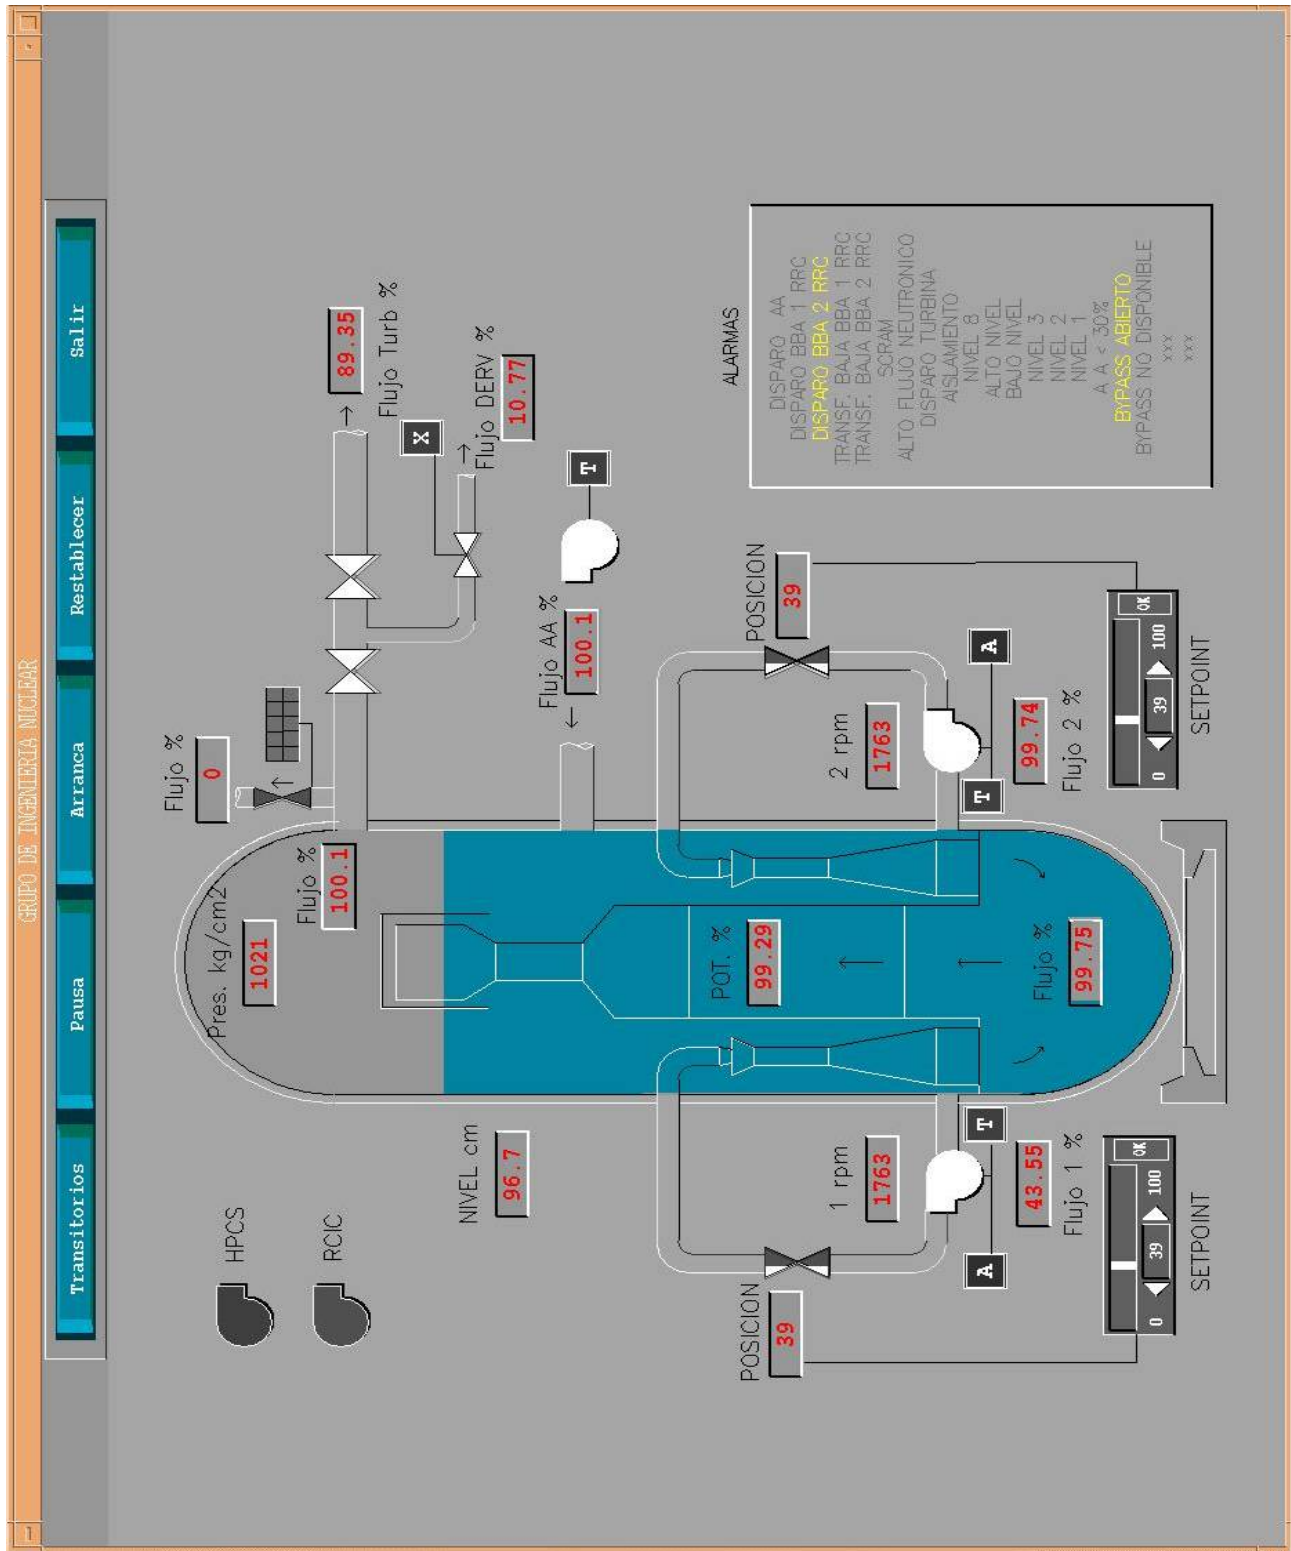 GRUPO DE INGENIERIA NUCLEAR
Transitorios Pausa Arranca Restablecer Salir
HPCS
RCIC
Pres. kg/cm2
1021
Flujo %
0
Flujo %
100.1
89.35
Flujo Turb %
X
Flujo DERV %
10.77
NIVEL cm
96.7
Flujo AA %
100.1
T
POT. %
99.29
Flujo %
99.75
POSICION
39
1 rpm
1763
A
T
43.55
Flujo 1 %
0 39 100 OK
SETPOINT
POSICION
39
2 rpm
1763
T
A
99.74
Flujo 2 %
0 39 100 OK
SETPOINT
ALARMAS
DISPARO AA
DISPARO BBA 1 RRC
DISPARO BBA 2 RRC
TRANSF. BAJA BBA 1 RRC
TRANSF. BAJA BBA 2 RRC
SCRAM
ALTO FLUJO NEUTRONICO
DISPARO TURBINA
AISLAMIENTO
NIVEL 8
ALTO NIVEL
BAJO NIVEL
NIVEL 3
NIVEL 2
NIVEL 1
A A < 30%
BYPASS ABIERTO
BYPASS NO DISPONIBLE
xxx
xxx